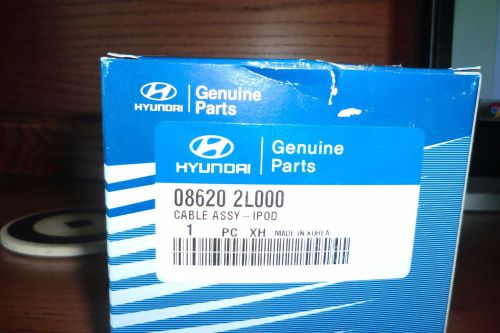 HYUNDAI
Genuine
Parts
HYUNDAI
Genuine
Parts
08620 2L000
CABLE ASSY-IPOD
1 PC XH MADE IN KOREA